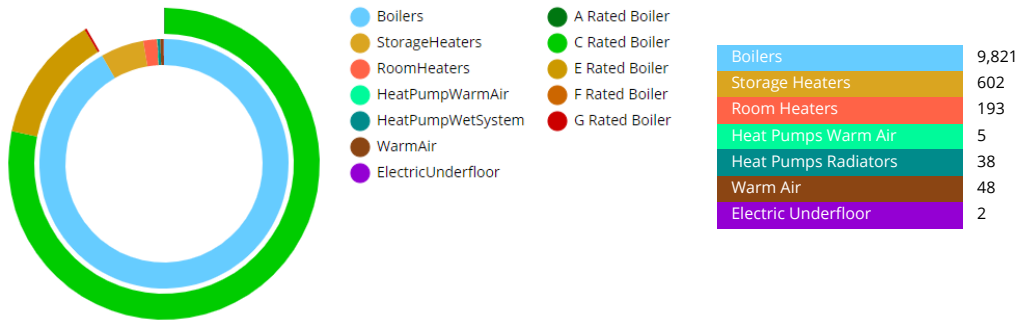 Boilers
StorageHeaters
RoomHeaters
HeatPumpWarmAir
HeatPumpWetSystem
WarmAir
ElectricUnderfloor
A Rated Boiler
C Rated Boiler
E Rated Boiler
F Rated Boiler
G Rated Boiler
Boilers 9,821
Storage Heaters 602
Room Heaters 193
Heat Pumps Warm Air 5
Heat Pumps Radiators 38
Warm Air 48
Electric Underfloor 2